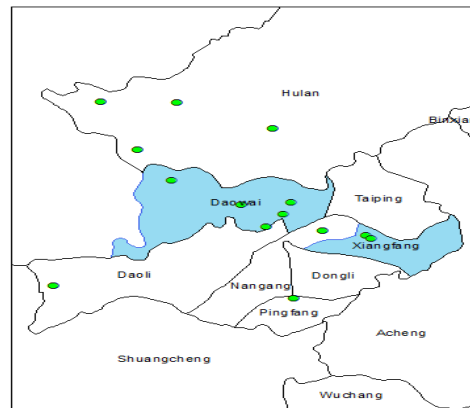 Hulan
Binxia
Taiping
Daowai
Xiangfang
Daoli
Dongli
Nangang
Pingfang
Acheng
Shuangcheng
Wuchang